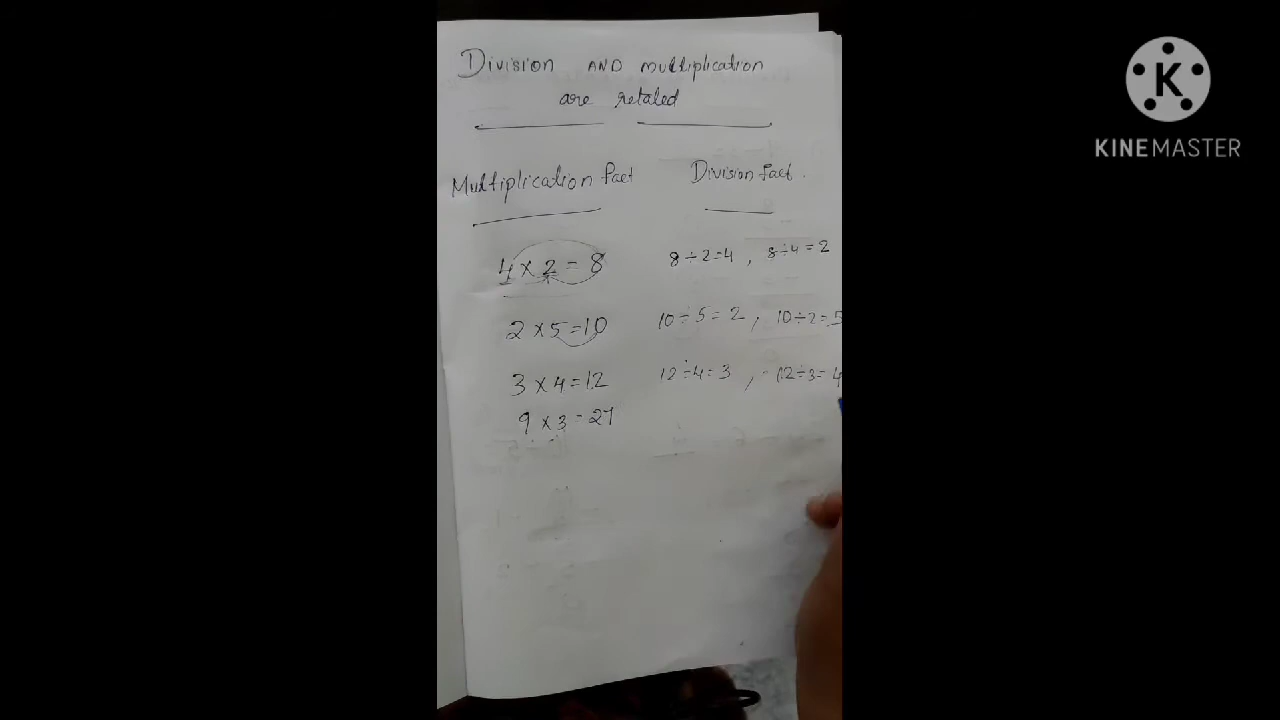 Division AND multiplication
are retaled
Multiplication fact Division fact.
4 × 2 = 8 8 ÷ 2 = 4 , 8 ÷ 4 = 2
2 × 5 = 10 10 ÷ 5 = 2 , 10 ÷ 2 = 5
3 × 4 = 12 12 ÷ 4 = 3 , 12 ÷ 3 = 4
9 × 3 = 27
K
KINEMASTER